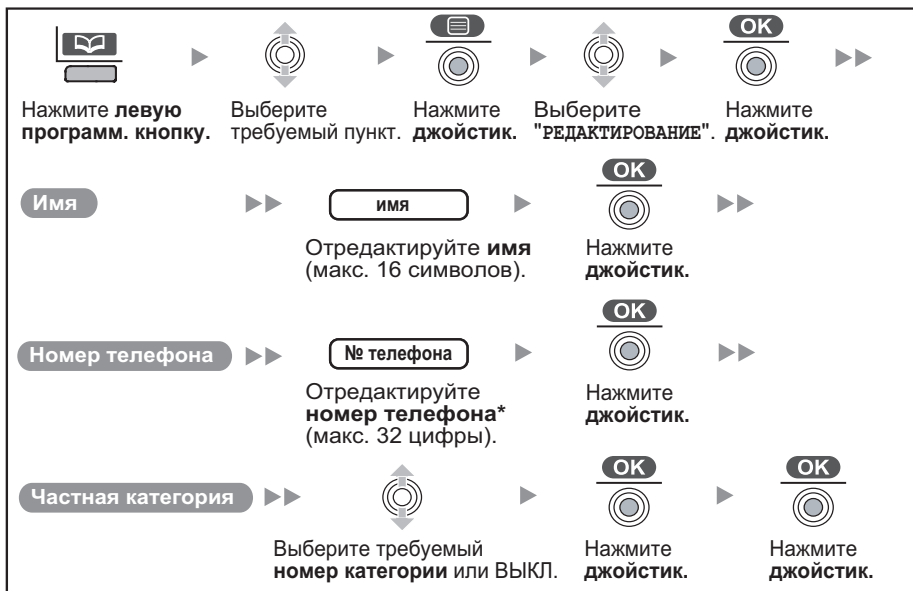 OK
Нажмите левую
программ. кнопку.
Выберите
требуемый пункт.
Нажмите
джойстик.
Выберите
"РЕДАКТИРОВАНИЕ".
Нажмите
джойстик.
Имя
имя
OK
Отредактируйте имя
(макс. 16 символов).
Нажмите
джойстик.
Номер телефона
№ телефона
OK
Отредактируйте
номер телефона*
(макс. 32 цифры).
Нажмите
джойстик.
Частная категория
OK
OK
Выберите требуемый
номер категории или ВЫКЛ.
Нажмите
джойстик.
Нажмите
джойстик.